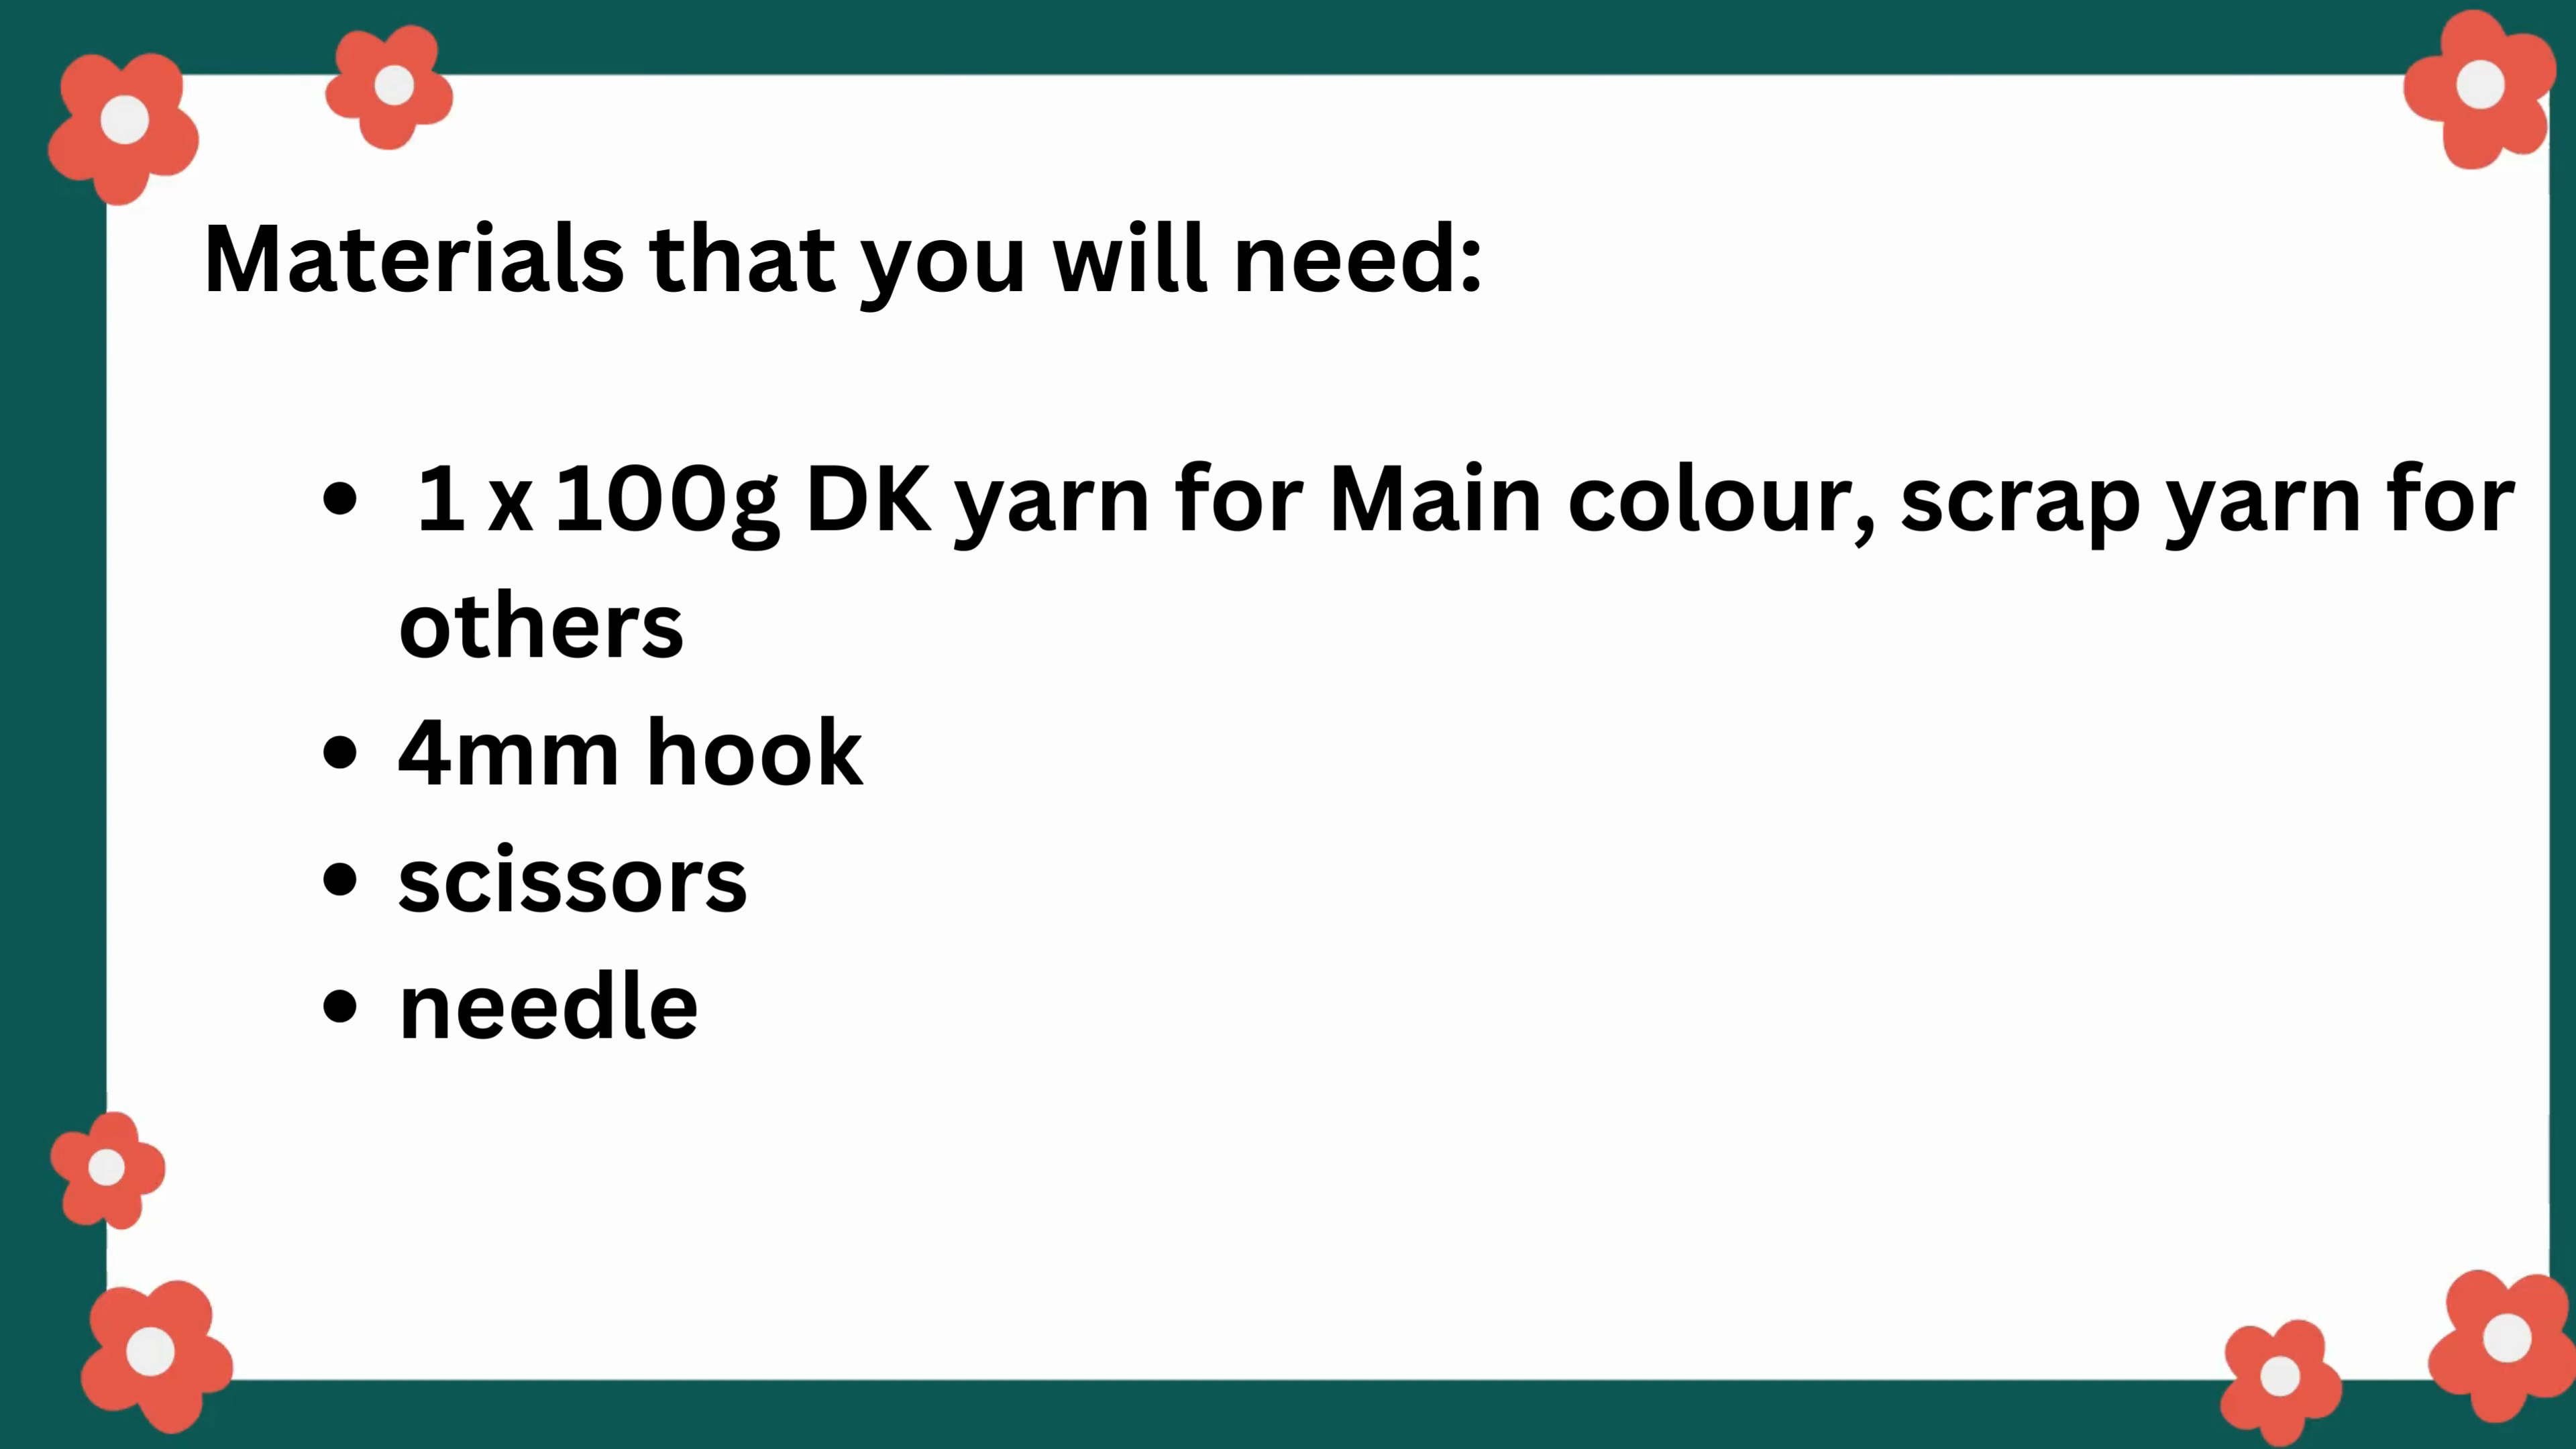 Materials that you will need:
• 1 x 100g DK yarn for Main colour, scrap yarn for
others
• 4mm hook
• scissors
• needle